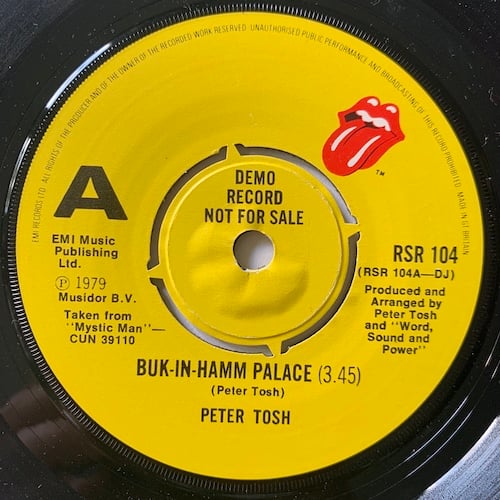 EMI RECORDS LTD. ALL RIGHTS OF THE PRODUCER AND OF THE OWNER OF THE RECORDED WORK RESERVED. UNAUTHORISED PUBLIC PERFORMANCE AND BROADCASTING OF THIS RECORD PROHIBITED. MADE IN GT. BRITAIN
TM
A
DEMO
RECORD
NOT FOR SALE
EMI Music
Publishing
Ltd.
Ⓟ 1979
Musidor B.V.
Taken from
"Mystic Man"—
CUN 39110
RSR 104
(RSR 104A—DJ)
Produced and
Arranged by
Peter Tosh
and "Word,
Sound and
Power"
BUK-IN-HAMM PALACE (3.45)
(Peter Tosh)
PETER TOSH